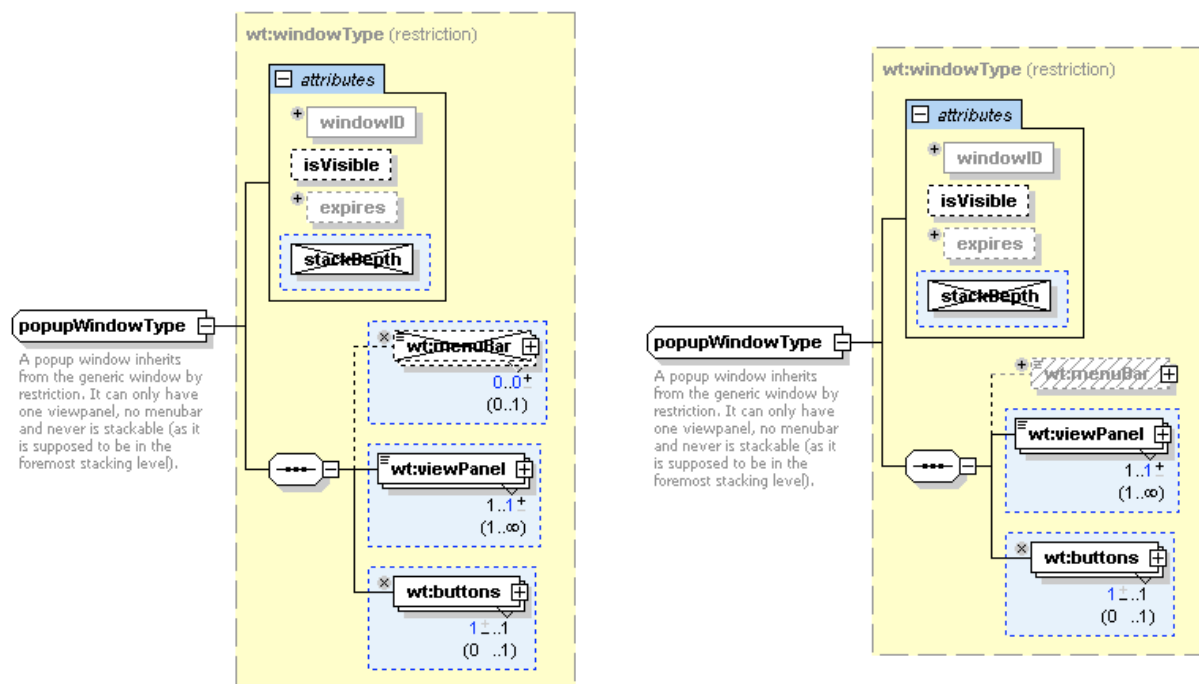 wt:windowType (restriction)
attributes
windowID
isVisible
expires
stackDepth
popupWindowType
A popup window inherits
from the generic window by
restriction. It can only have
one viewpanel, no menubar
and never is stackable (as it
is supposed to be in the
foremost stacking level).
wt:menuBar
0..0
(0..1)
wt:viewPanel
1..1
(1..∞)
wt:buttons
1..1
(0 ..1)
wt:windowType (restriction)
attributes
windowID
isVisible
expires
stackDepth
popupWindowType
A popup window inherits
from the generic window by
restriction. It can only have
one viewpanel, no menubar
and never is stackable (as it
is supposed to be in the
foremost stacking level).
wt:menuBar
wt:viewPanel
1..1
(1..∞)
wt:buttons
1..1
(0 ..1)